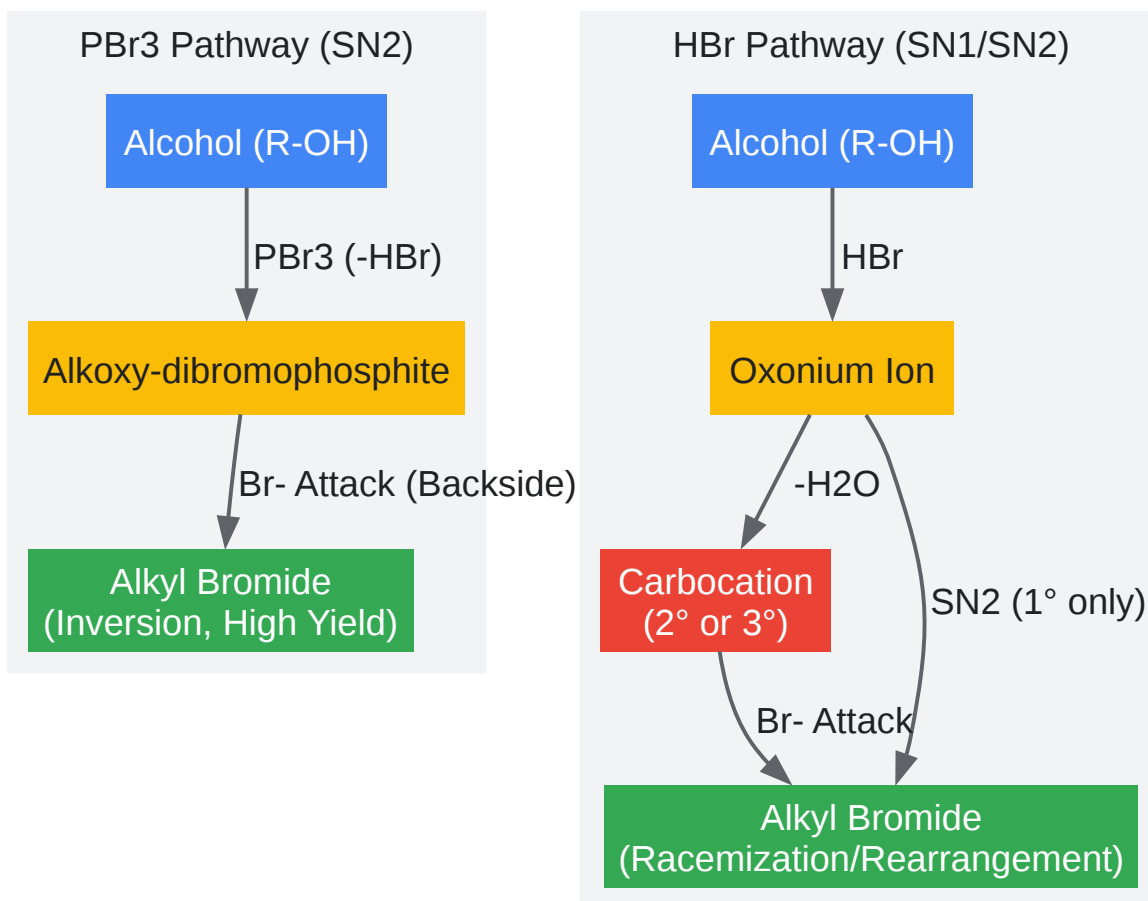 PBr3 Pathway (SN2)
Alcohol (R-OH)
PBr3 (-HBr)
Alkoxy-dibromophosphite
Br- Attack (Backside)
Alkyl Bromide
(Inversion, High Yield)
HBr Pathway (SN1/SN2)
Alcohol (R-OH)
HBr
Oxonium Ion
-H2O
Carbocation
(2° or 3°)
SN2 (1° only)
Br- Attack
Alkyl Bromide
(Racemization/Rearrangement)